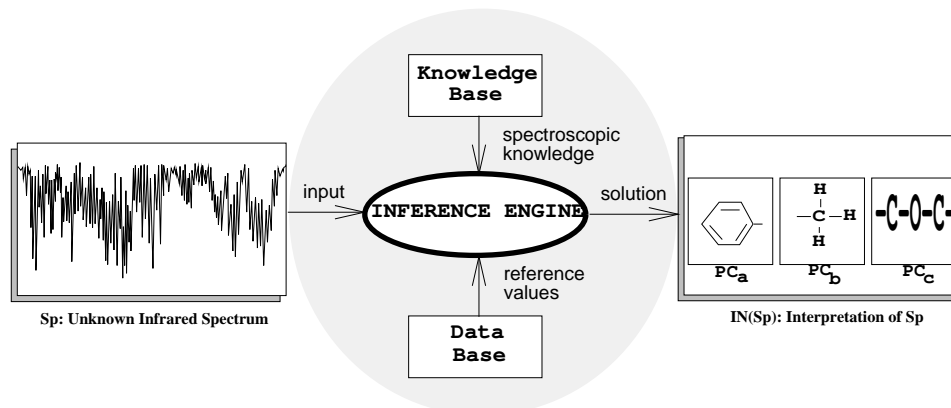 Knowledge
Base
spectroscopic
knowledge
input
INFERENCE ENGINE
solution
reference
values
Data
Base
Sp: Unknown Infrared Spectrum
H
C H
H
-C-O-C-
PCa
PCb
PCc
IN(Sp): Interpretation of Sp